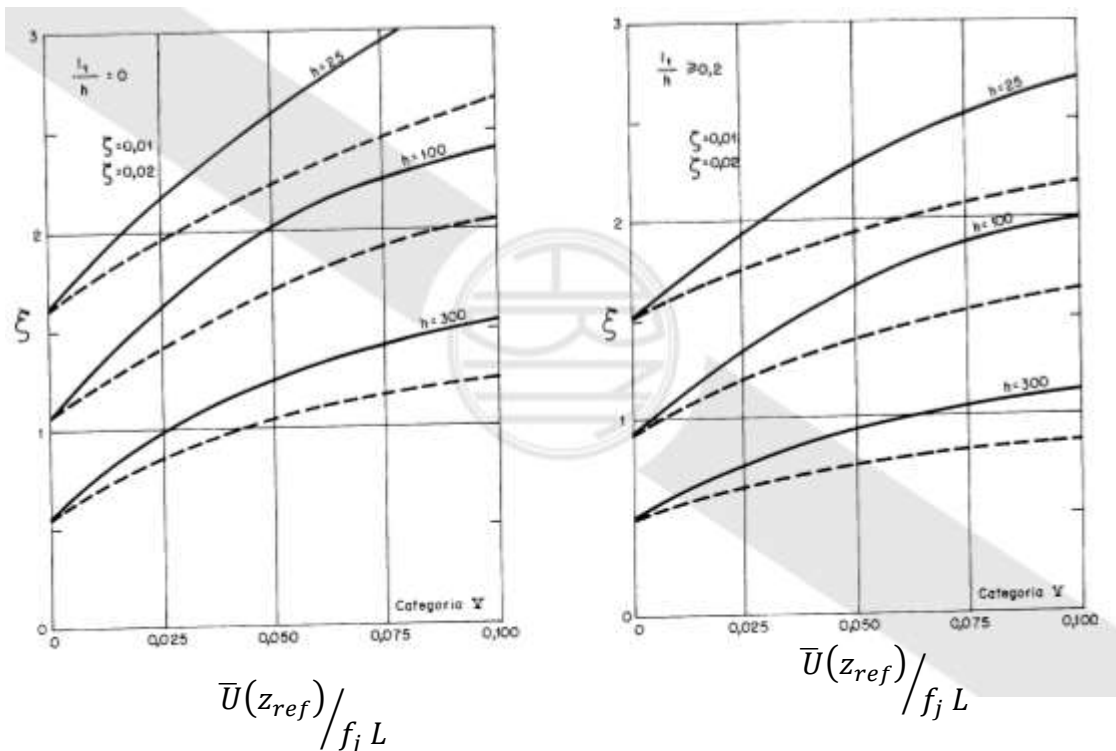 3
l₁/h = 0
ζ=0,01
ζ=0,02
h=25
h=100
h=300
2
ξ
1
Categoria V
0
0 0,025 0,050 0,075 0,100
U̅(z_ref)/f_j L
3
l₁/h ⩾0,2
ζ=0,01
ζ=0,02
h=25
h=100
h=300
2
ξ
1
Categoria V
0
0 0,025 0,050 0,075 0,100
U̅(z_ref)/f_j L